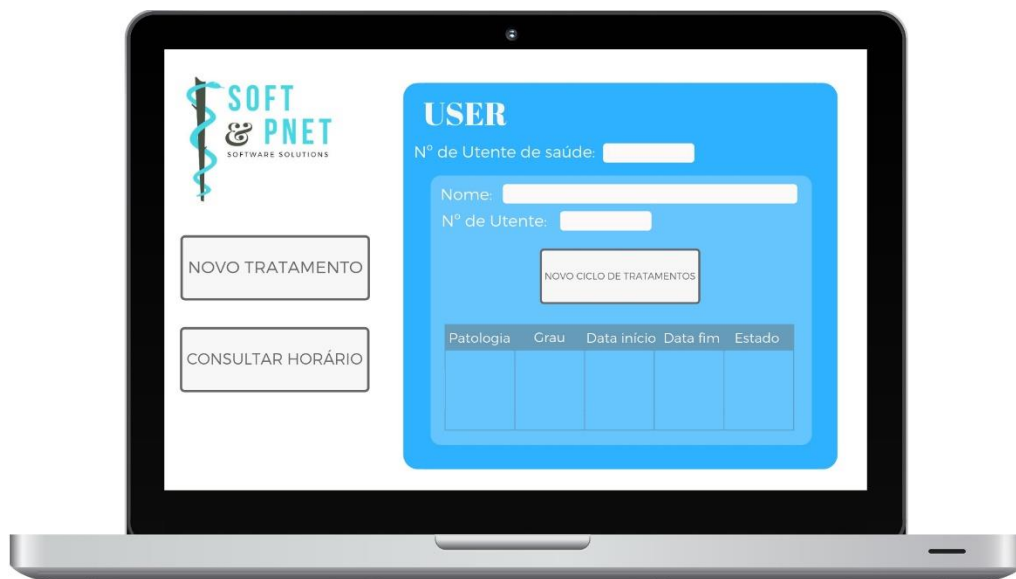 SOFT
& PNET
SOFTWARE SOLUTIONS
NOVO TRATAMENTO
CONSULTAR HORÁRIO
USER
Nº de Utente de saúde:
Nome:
Nº de Utente:
NOVO CICLO DE TRATAMENTOS
Patologia Grau Data início Data fim Estado